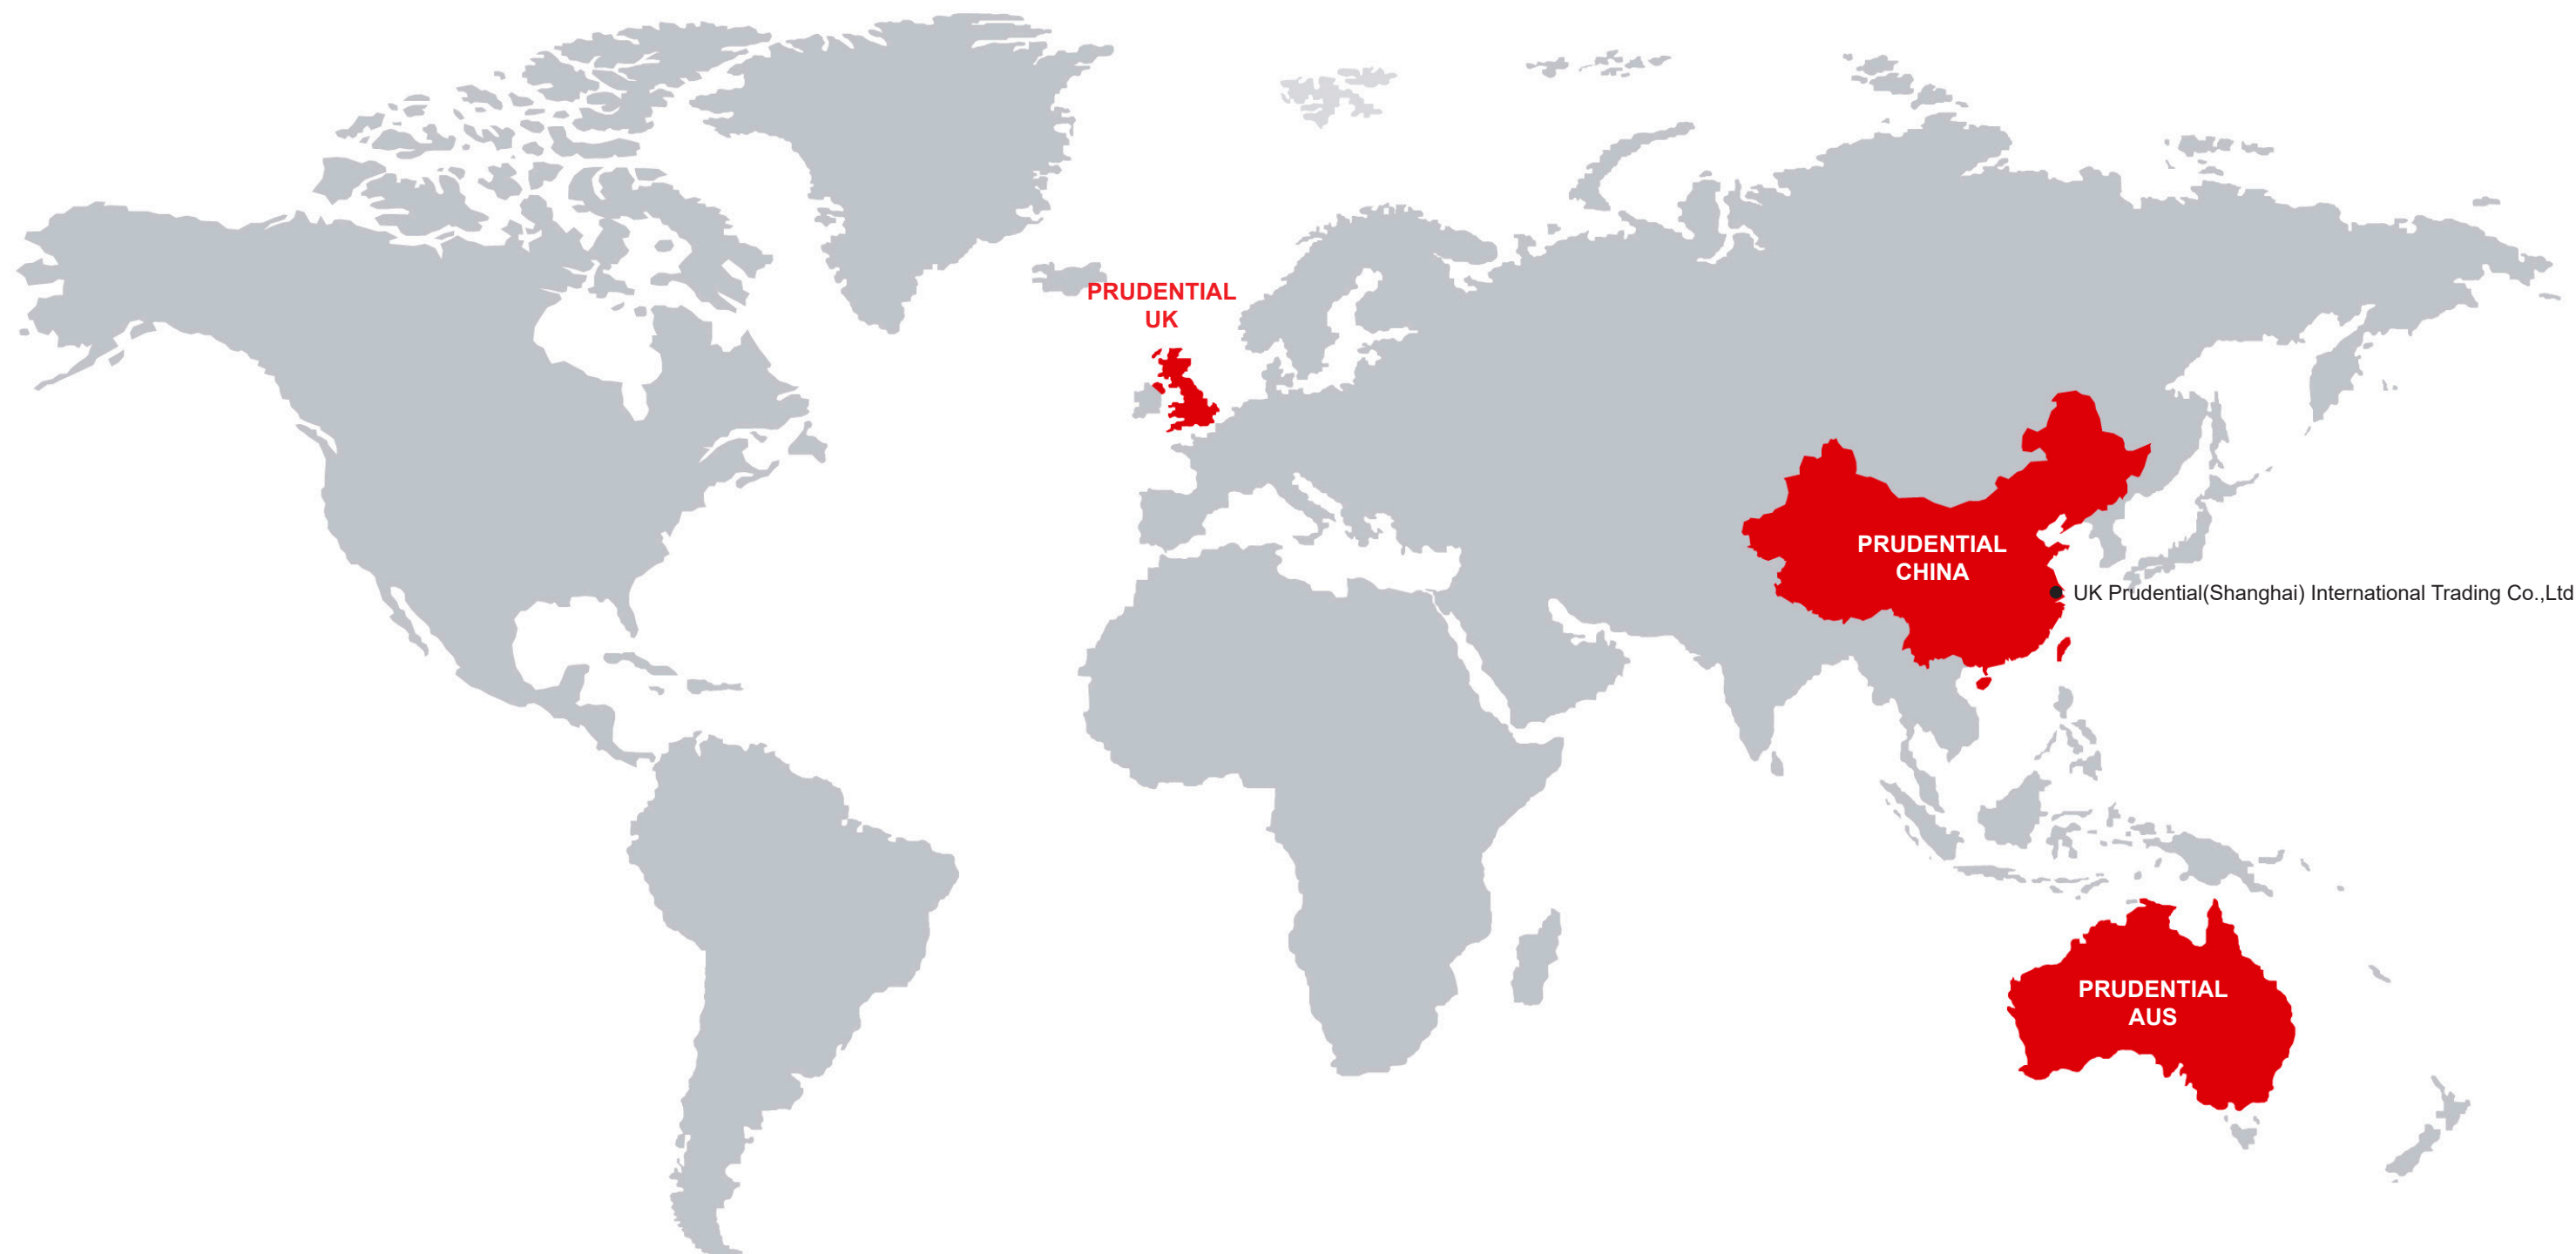 PRUDENTIAL
UK
PRUDENTIAL
CHINA
UK Prudential(Shanghai) International Trading Co.,Ltd
PRUDENTIAL
AUS